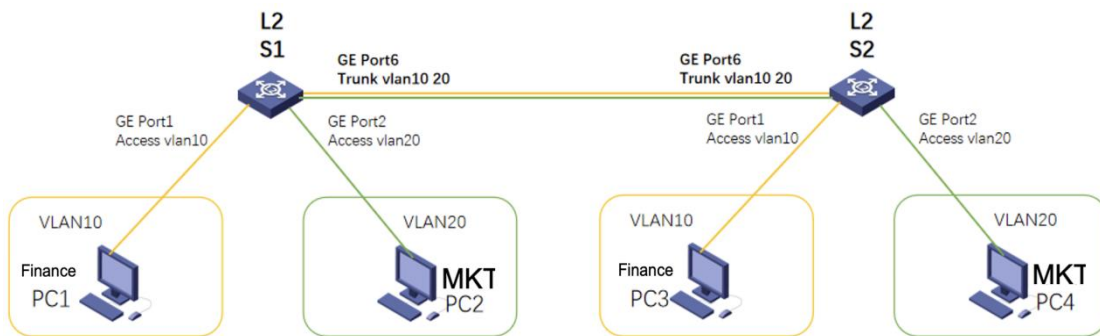 L2
S1
L2
S2
GE Port6
Trunk vlan10 20
GE Port6
Trunk vlan10 20
GE Port1
Access vlan10
GE Port2
Access vlan20
GE Port1
Access vlan10
GE Port2
Access vlan20
VLAN10
Finance
PC1
VLAN20
MKT
PC2
VLAN10
Finance
PC3
VLAN20
MKT
PC4